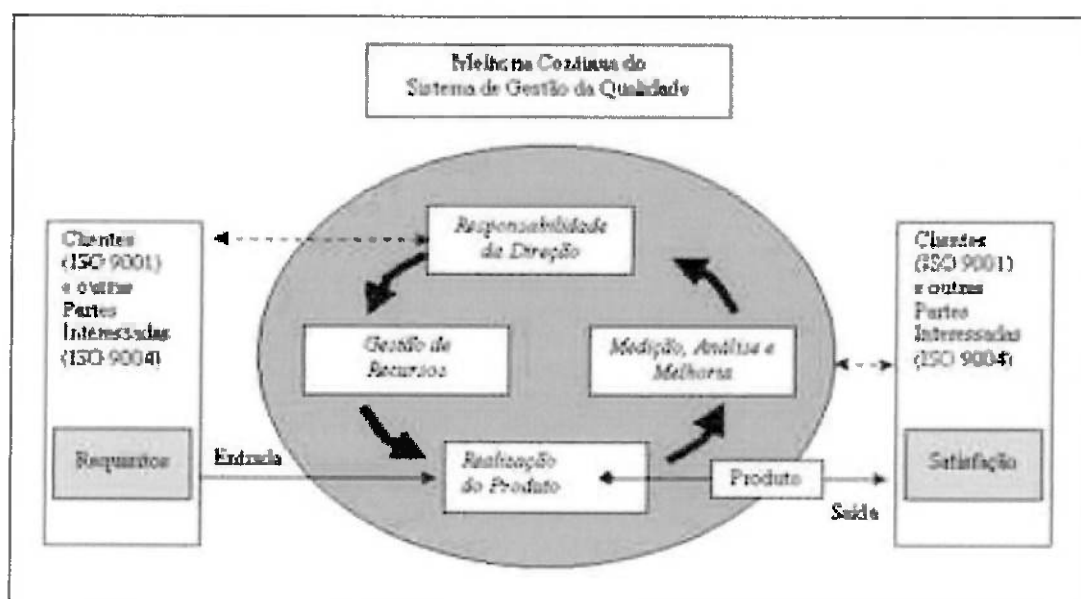 Melhoria Contínua do
Sistema de Gestão da Qualidade
Responsabilidade
da Direção
Clientes
(ISO 9001)
e outras
Partes
Interessadas
(ISO 9004)
Gestão de
Recursos
Medição, Análise e
Melhoria
Clientes
(ISO 9001)
e outras
Partes
Interessadas
(ISO 9004)
Requisitos
Entrada
Realização
do Produto
Produto
Saída
Satisfação